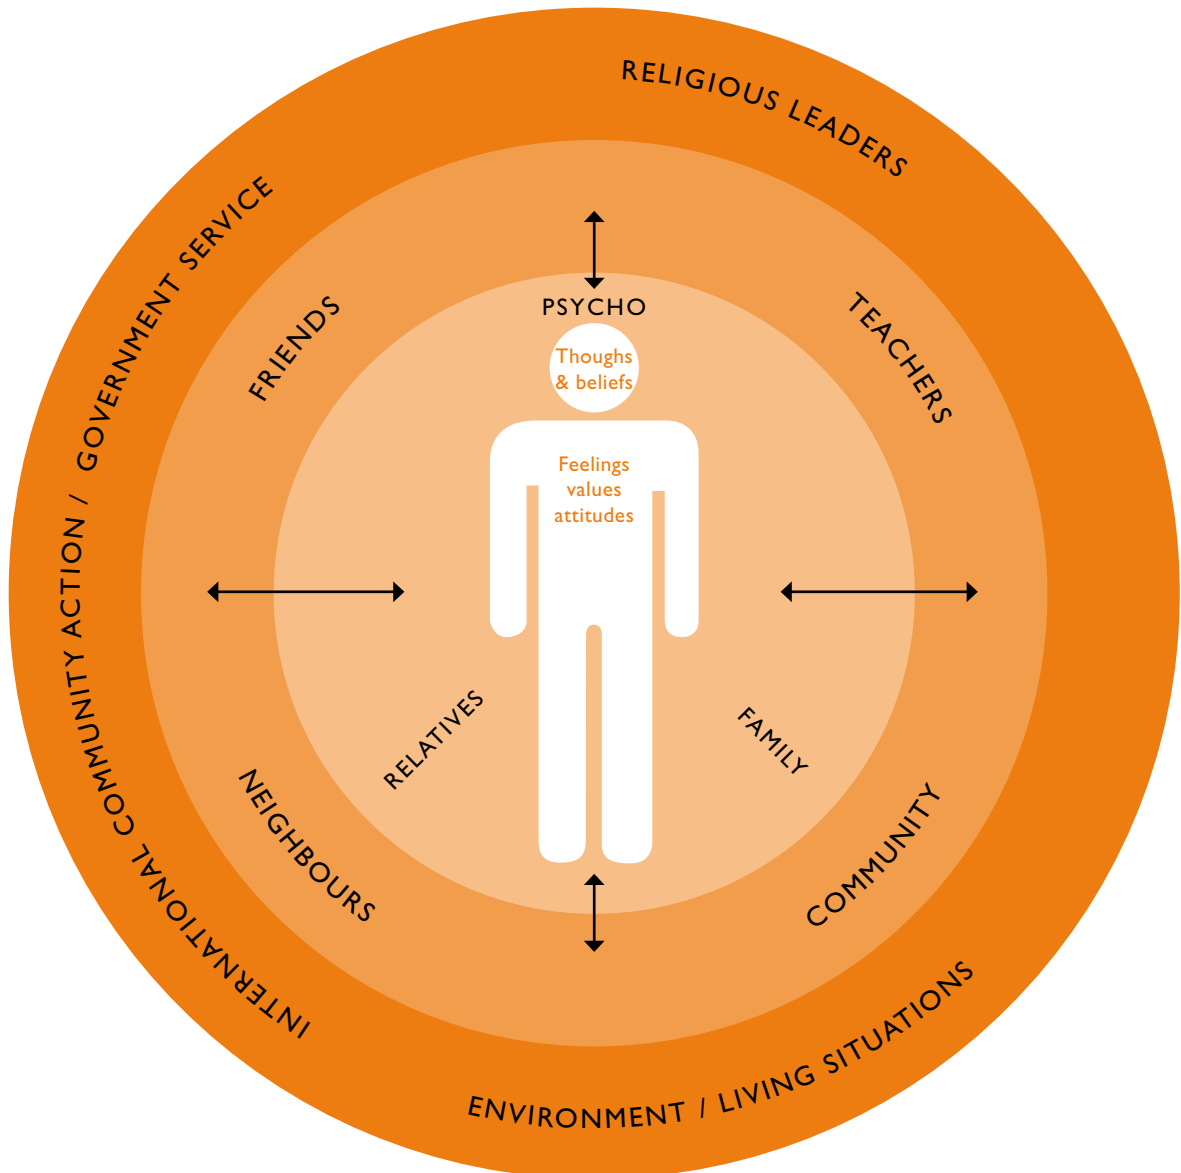 RELIGIOUS LEADERS
INTERNATIONAL COMMUNITY ACTION / GOVERNMENT SERVICE
FRIENDS
TEACHERS
PSYCHO
Thoughs
& beliefs
Feelings
values
attitudes
RELATIVES
FAMILY
NEIGHBOURS
COMMUNITY
ENVIRONMENT / LIVING SITUATIONS